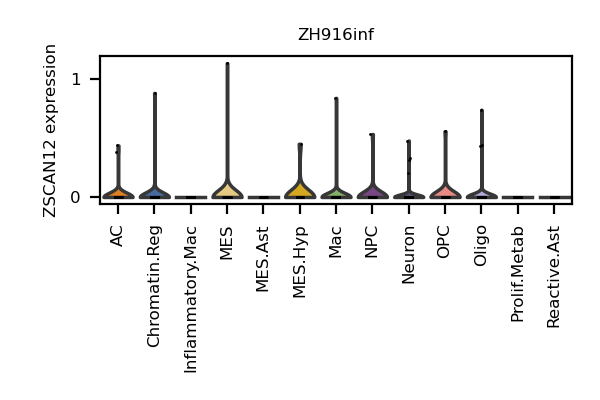 ZH916inf
ZSCAN12 expression
1
0
AC
Chromatin.Reg
Inflammatory.Mac
MES
MES.Ast
MES.Hyp
Mac
NPC
Neuron
OPC
Oligo
Prolif.Metab
Reactive.Ast